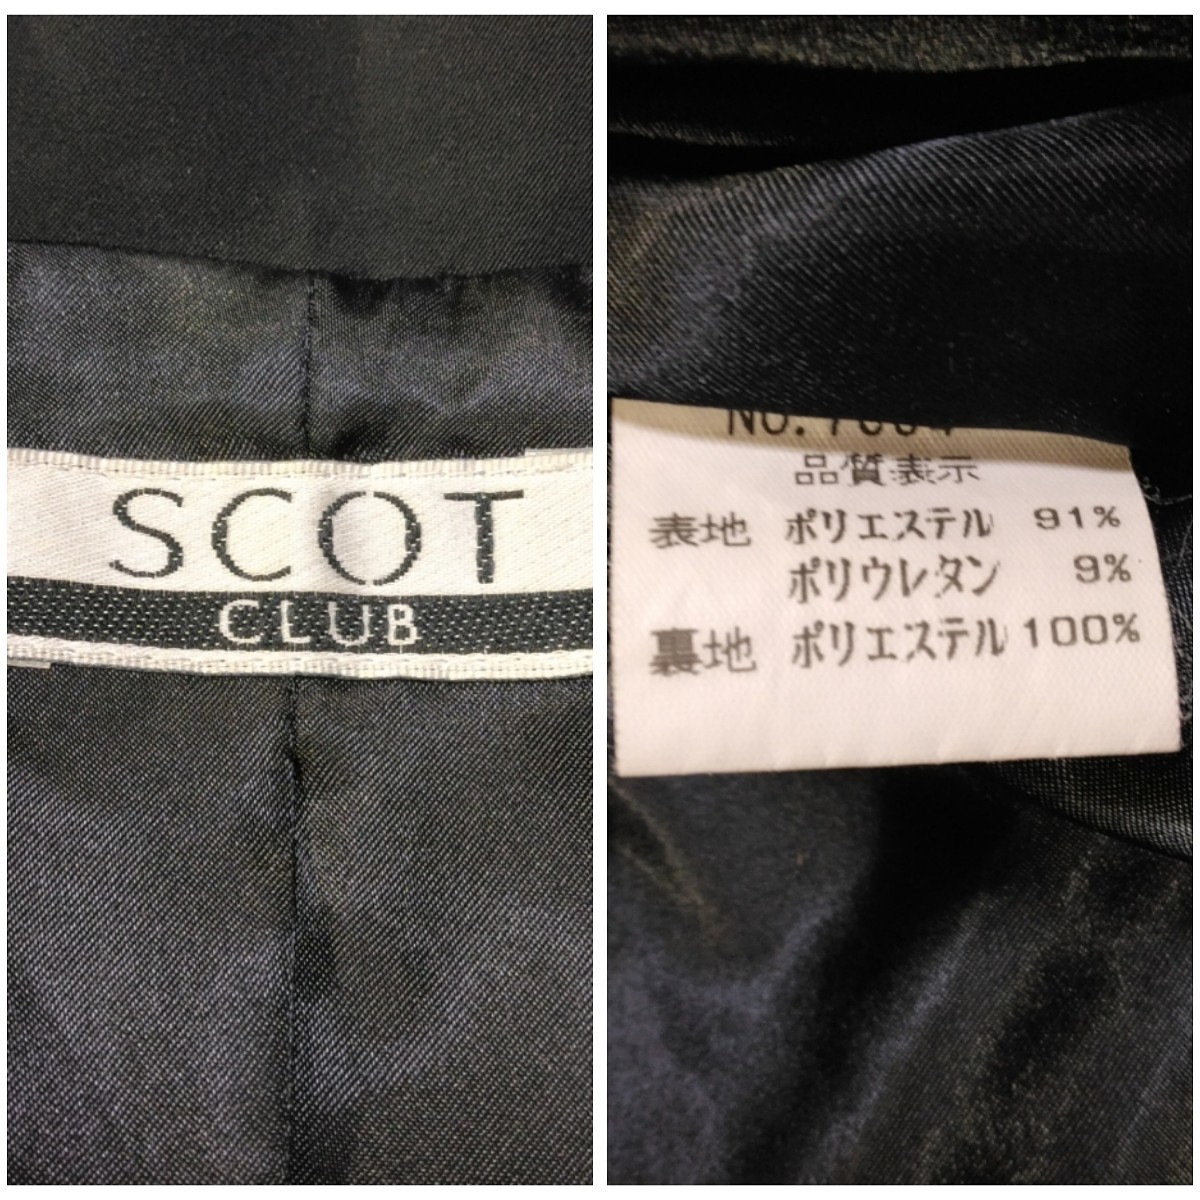 SCOT
CLUB
品質表示
表地 ポリエステル 91%
ポリウレタン 9%
裏地 ポリエステル 100%